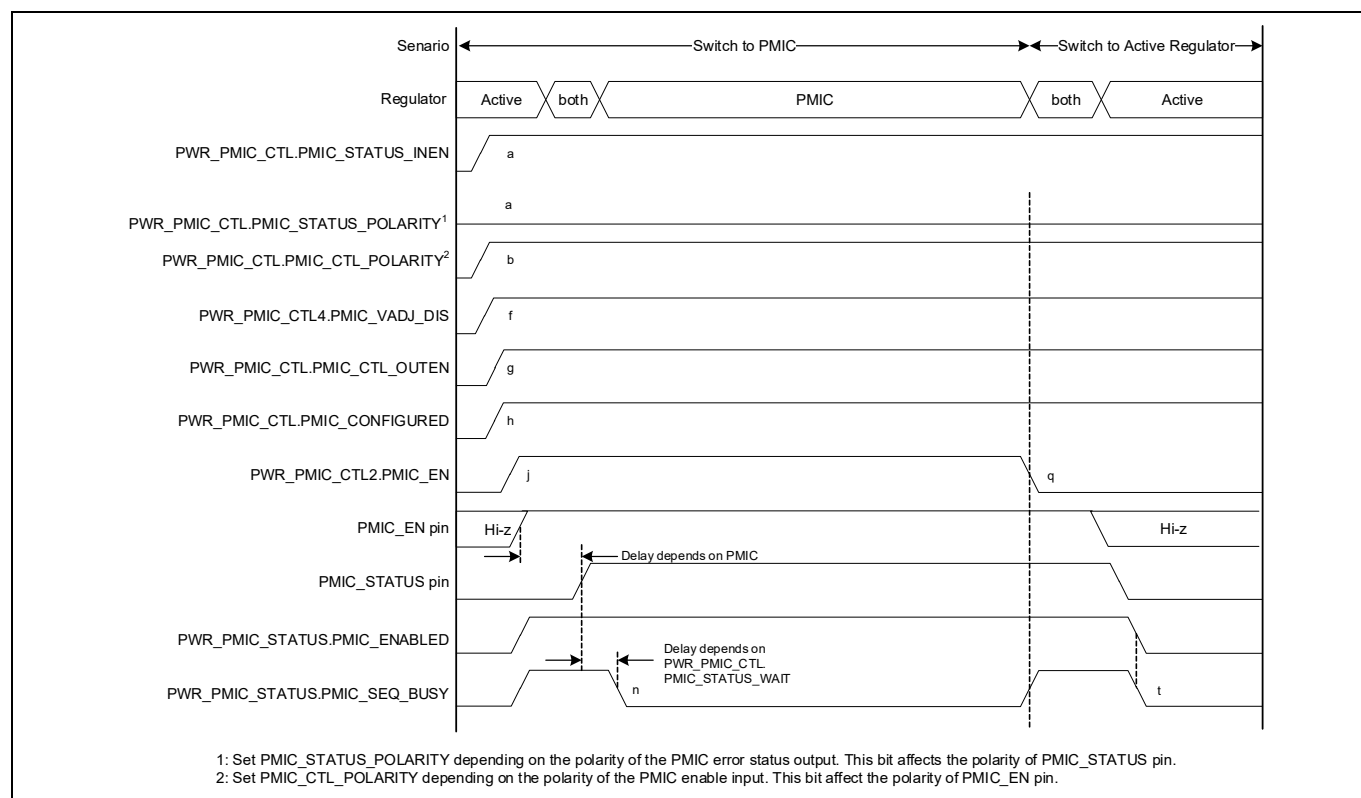 Senario
Switch to PMIC
Switch to Active Regulator
Regulator
Active
both
PMIC
both
Active
PWR_PMIC_CTL.PMIC_STATUS_INEN
a
a
PWR_PMIC_CTL.PMIC_STATUS_POLARITY1
PWR_PMIC_CTL.PMIC_CTL_POLARITY2
b
PWR_PMIC_CTL4.PMIC_VADJ_DIS
f
PWR_PMIC_CTL.PMIC_CTL_OUTEN
g
PWR_PMIC_CTL.PMIC_CONFIGURED
h
PWR_PMIC_CTL2.PMIC_EN
j
q
PMIC_EN pin
Hi-z
Hi-z
Delay depends on PMIC
PMIC_STATUS pin
PWR_PMIC_STATUS.PMIC_ENABLED
Delay depends on
PWR_PMIC_CTL.
PMIC_STATUS_WAIT
PWR_PMIC_STATUS.PMIC_SEQ_BUSY
n
t
1: Set PMIC_STATUS_POLARITY depending on the polarity of the PMIC error status output. This bit affects the polarity of PMIC_STATUS pin.
2: Set PMIC_CTL_POLARITY depending on the polarity of the PMIC enable input. This bit affect the polarity of PMIC_EN pin.